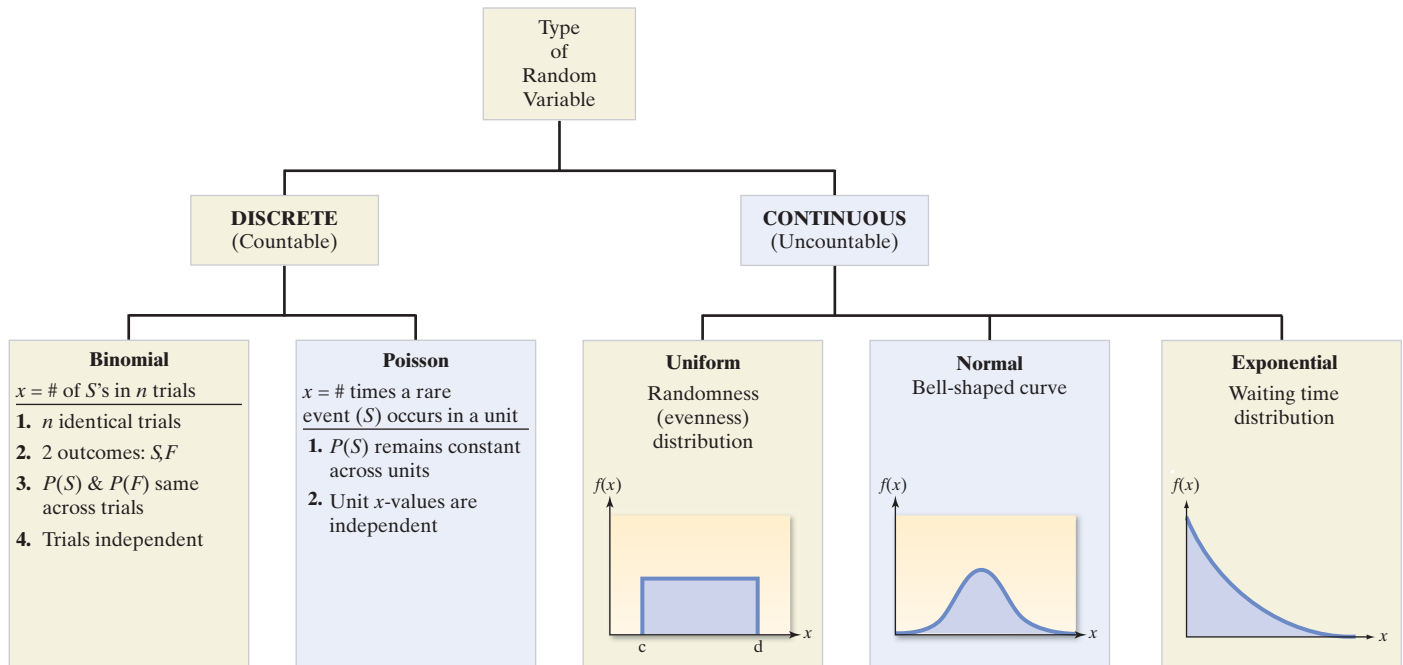 Type
of
Random
Variable
DISCRETE
(Countable)
CONTINUOUS
(Uncountable)
Binomial
x = # of S's in n trials
1. n identical trials
2. 2 outcomes: S,F
3. P(S) & P(F) same
across trials
4. Trials independent
Poisson
x = # times a rare
event (S) occurs in a unit
1. P(S) remains constant
across units
2. Unit x-values are
independent
Uniform
Randomness
(evenness)
distribution
f(x)
x
c d
Normal
Bell-shaped curve
f(x)
x
Exponential
Waiting time
distribution
f(x)
x